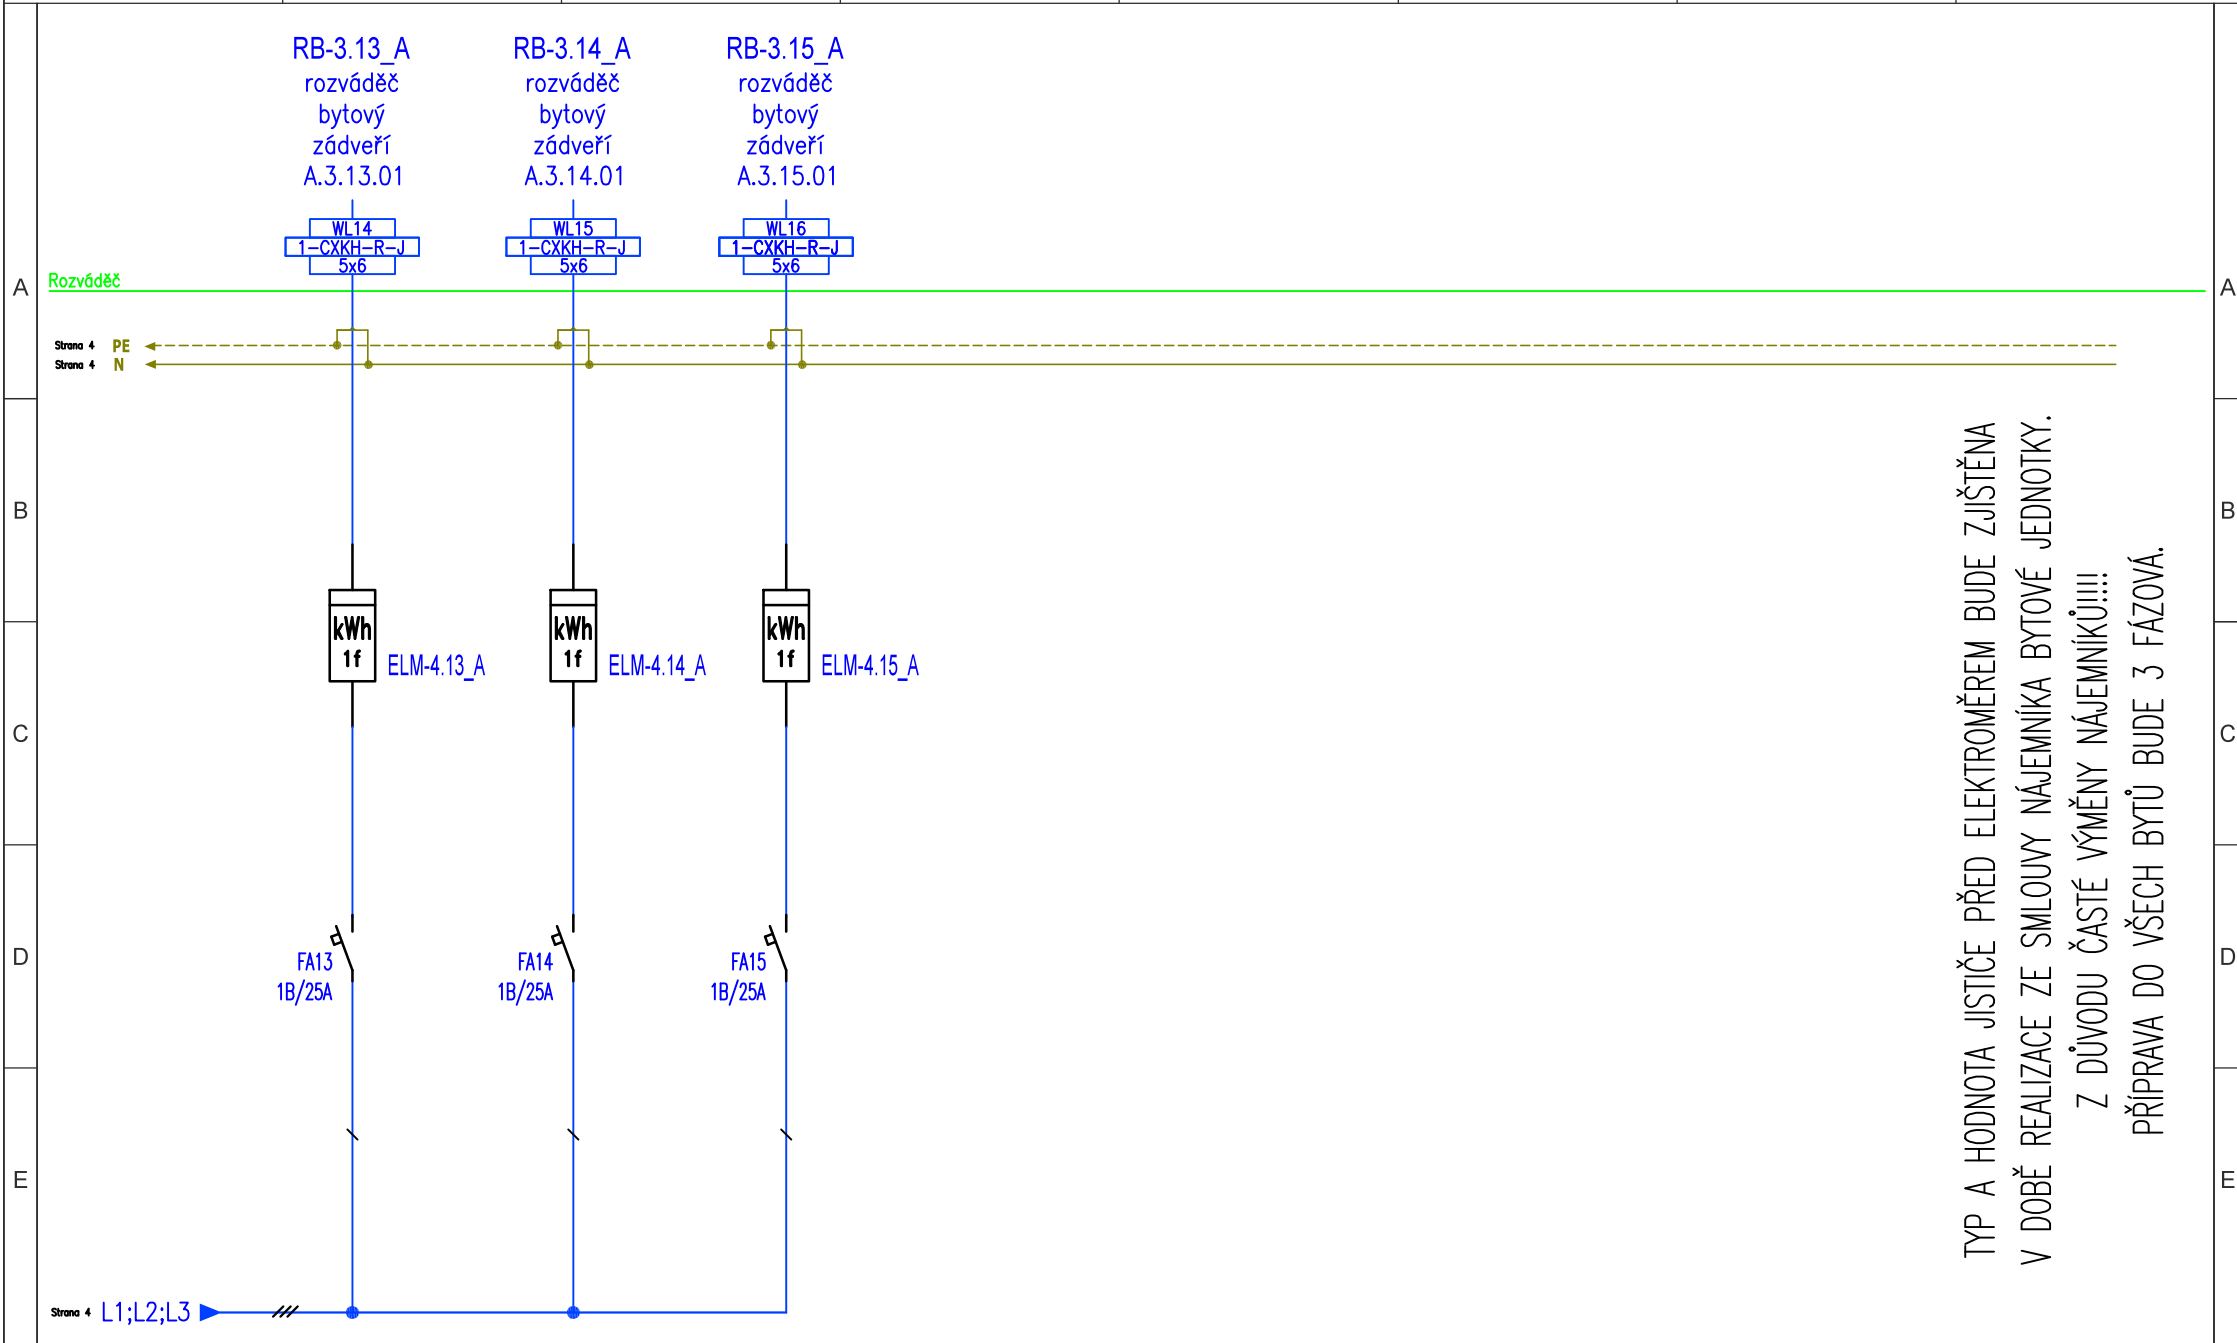 RB-3.13_A
rozváděč
bytový
zádveří
A.3.13.01
WL14
1-CXKH-R-J
5x6
RB-3.14_A
rozváděč
bytový
zádveří
A.3.14.01
WL15
1-CXKH-R-J
5x6
RB-3.15_A
rozváděč
bytový
zádveří
A.3.15.01
WL16
1-CXKH-R-J
5x6
A
Rozváděč
A
Strana 4 PE
Strana 4 N
B
B
kWh
1f
ELM-4.13_A
kWh
1f
ELM-4.14_A
kWh
1f
ELM-4.15_A
C
C
D
FA13
1B/25A
FA14
1B/25A
FA15
1B/25A
D
E
E
Strana 4 L1;L2;L3
TYP A HODNOTA JISTIČE PŘED ELEKTROMĚREM BUDE ZJIŠTĚNA
V DOBĚ REALIZACE ZE SMLOUVY NÁJEMNÍKA BYTOVÉ JEDNOTKY.
Z DŮVODU ČASTÉ VÝMĚNY NÁJEMNÍKŮ!!!!
PŘÍPRAVA DO VŠECH BYTŮ BUDE 3 FÁZOVÁ.